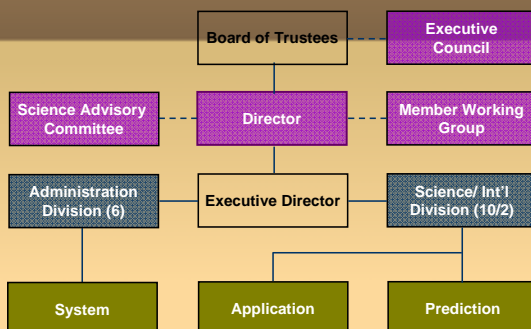 Board of Trustees
Executive
Council
Science Advisory
Committee
Director
Member Working
Group
Administration
Division (6)
Executive Director
Science/ Int'l
Division (10/2)
System
Application
Prediction